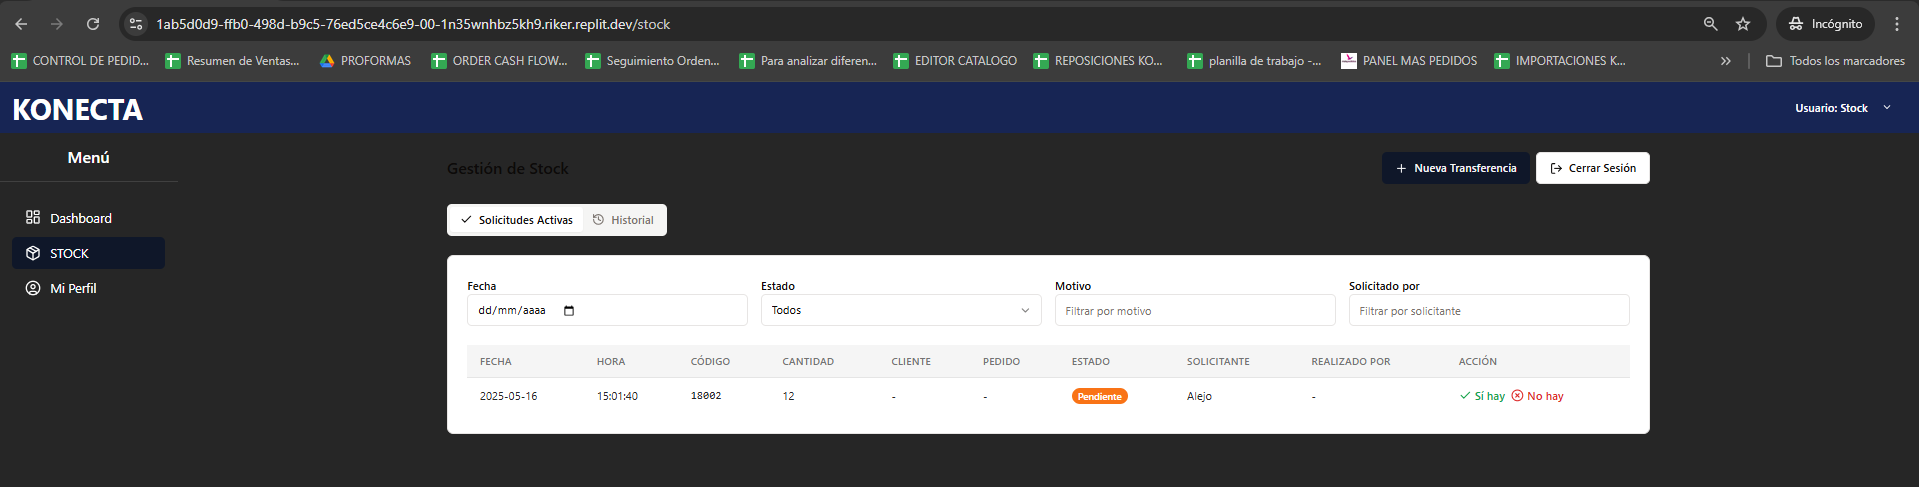 1ab5d0d9-ffb0-498d-b9c5-76ed5ce4c6e9-00-1n35wnhbz5kh9.riker.replit.dev/stock
Incógnito
CONTROL DE PEDID... Resumen de Ventas... PROFORMAS ORDER CASH FLOW... Seguimiento Orden... Para analizar diferen... EDITOR CATALOGO REPOSICIONES KO... planilla de trabajo -... PANEL MAS PEDIDOS IMPORTACIONES K... » Todos los marcadores
KONECTA
Usuario: Stock
Menú
Dashboard
STOCK
Mi Perfil
Gestión de Stock
+ Nueva Transferencia
Cerrar Sesión
Solicitudes Activas Historial
Fecha Estado Motivo Solicitado por
dd/mm/aaaa Todos Filtrar por motivo Filtrar por solicitante
FECHA HORA CÓDIGO CANTIDAD CLIENTE PEDIDO ESTADO SOLICITANTE REALIZADO POR ACCIÓN
2025-05-16 15:01:40 18002 12 - - Pendiente Alejo - Sí hay No hay